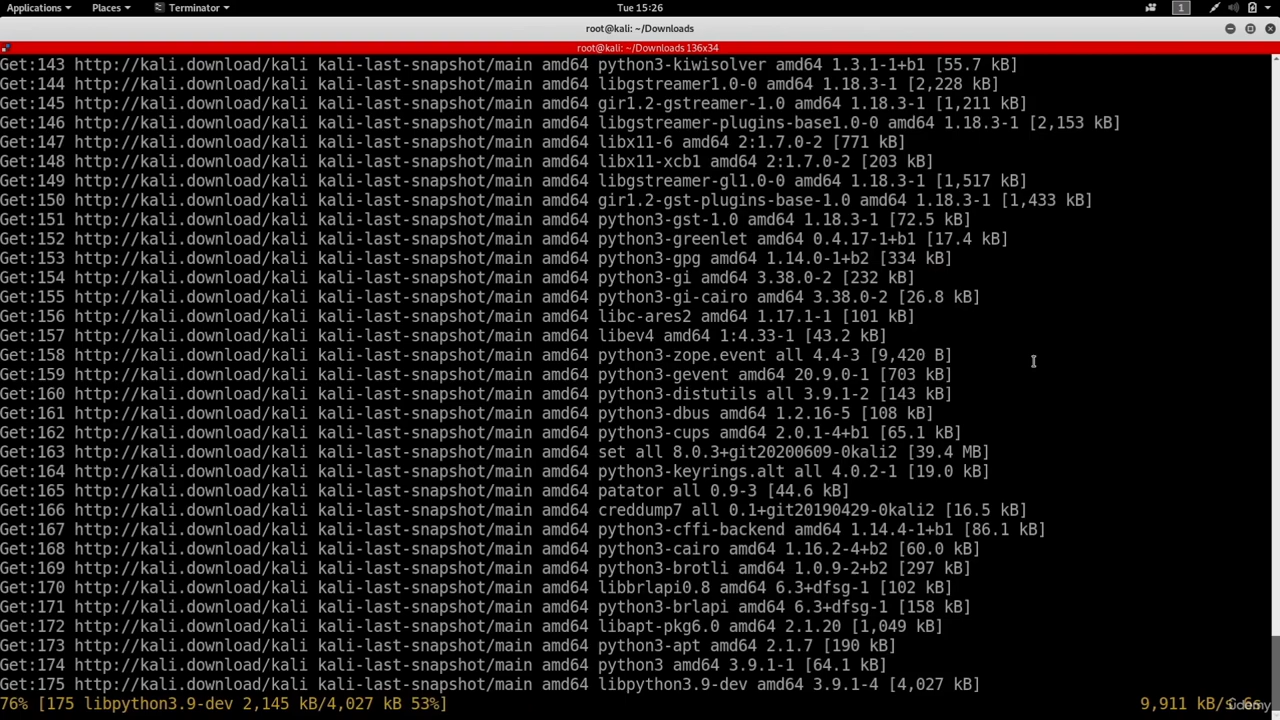 Applications Places Terminator Tue 15:26 1
root@kali: ~/Downloads
root@kali: ~/Downloads 136x34
Get:143 http://kali.download/kali kali-last-snapshot/main amd64 python3-kiwisolver amd64 1.3.1-1+b1 [55.7 kB]
Get:144 http://kali.download/kali kali-last-snapshot/main amd64 libgstreamer1.0-0 amd64 1.18.3-1 [2,228 kB]
Get:145 http://kali.download/kali kali-last-snapshot/main amd64 gir1.2-gstreamer-1.0 amd64 1.18.3-1 [1,211 kB]
Get:146 http://kali.download/kali kali-last-snapshot/main amd64 libgstreamer-plugins-base1.0-0 amd64 1.18.3-1 [2,153 kB]
Get:147 http://kali.download/kali kali-last-snapshot/main amd64 libx11-6 amd64 2:1.7.0-2 [771 kB]
Get:148 http://kali.download/kali kali-last-snapshot/main amd64 libx11-xcb1 amd64 2:1.7.0-2 [203 kB]
Get:149 http://kali.download/kali kali-last-snapshot/main amd64 libgstreamer-gl1.0-0 amd64 1.18.3-1 [1,517 kB]
Get:150 http://kali.download/kali kali-last-snapshot/main amd64 gir1.2-gst-plugins-base-1.0 amd64 1.18.3-1 [1,433 kB]
Get:151 http://kali.download/kali kali-last-snapshot/main amd64 python3-gst-1.0 amd64 1.18.3-1 [72.5 kB]
Get:152 http://kali.download/kali kali-last-snapshot/main amd64 python3-greenlet amd64 0.4.17-1+b1 [17.4 kB]
Get:153 http://kali.download/kali kali-last-snapshot/main amd64 python3-gpg amd64 1.14.0-1+b2 [334 kB]
Get:154 http://kali.download/kali kali-last-snapshot/main amd64 python3-gi amd64 3.38.0-2 [232 kB]
Get:155 http://kali.download/kali kali-last-snapshot/main amd64 python3-gi-cairo amd64 3.38.0-2 [26.8 kB]
Get:156 http://kali.download/kali kali-last-snapshot/main amd64 libc-ares2 amd64 1.17.1-1 [101 kB]
Get:157 http://kali.download/kali kali-last-snapshot/main amd64 libev4 amd64 1:4.33-1 [43.2 kB]
Get:158 http://kali.download/kali kali-last-snapshot/main amd64 python3-zope.event all 4.4-3 [9,420 B]
Get:159 http://kali.download/kali kali-last-snapshot/main amd64 python3-gevent amd64 20.9.0-1 [703 kB]
Get:160 http://kali.download/kali kali-last-snapshot/main amd64 python3-distutils all 3.9.1-2 [143 kB]
Get:161 http://kali.download/kali kali-last-snapshot/main amd64 python3-dbus amd64 1.2.16-5 [108 kB]
Get:162 http://kali.download/kali kali-last-snapshot/main amd64 python3-cups amd64 2.0.1-4+b1 [65.1 kB]
Get:163 http://kali.download/kali kali-last-snapshot/main amd64 set all 8.0.3+git20200609-0kali2 [39.4 MB]
Get:164 http://kali.download/kali kali-last-snapshot/main amd64 python3-keyrings.alt all 4.0.2-1 [19.0 kB]
Get:165 http://kali.download/kali kali-last-snapshot/main amd64 patator all 0.9-3 [44.6 kB]
Get:166 http://kali.download/kali kali-last-snapshot/main amd64 creddump7 all 0.1+git20190429-0kali2 [16.5 kB]
Get:167 http://kali.download/kali kali-last-snapshot/main amd64 python3-cffi-backend amd64 1.14.4-1+b1 [86.1 kB]
Get:168 http://kali.download/kali kali-last-snapshot/main amd64 python3-cairo amd64 1.16.2-4+b2 [60.0 kB]
Get:169 http://kali.download/kali kali-last-snapshot/main amd64 python3-brotli amd64 1.0.9-2+b2 [297 kB]
Get:170 http://kali.download/kali kali-last-snapshot/main amd64 libbrlapi0.8 amd64 6.3+dfsg-1 [102 kB]
Get:171 http://kali.download/kali kali-last-snapshot/main amd64 python3-brlapi amd64 6.3+dfsg-1 [158 kB]
Get:172 http://kali.download/kali kali-last-snapshot/main amd64 libapt-pkg6.0 amd64 2.1.20 [1,049 kB]
Get:173 http://kali.download/kali kali-last-snapshot/main amd64 python3-apt amd64 2.1.7 [190 kB]
Get:174 http://kali.download/kali kali-last-snapshot/main amd64 python3 amd64 3.9.1-1 [64.1 kB]
Get:175 http://kali.download/kali kali-last-snapshot/main amd64 libpython3.9-dev amd64 3.9.1-4 [4,027 kB]
76% [175 libpython3.9-dev 2,145 kB/4,027 kB 53%] 9,911 kB/s 6s
Udemy